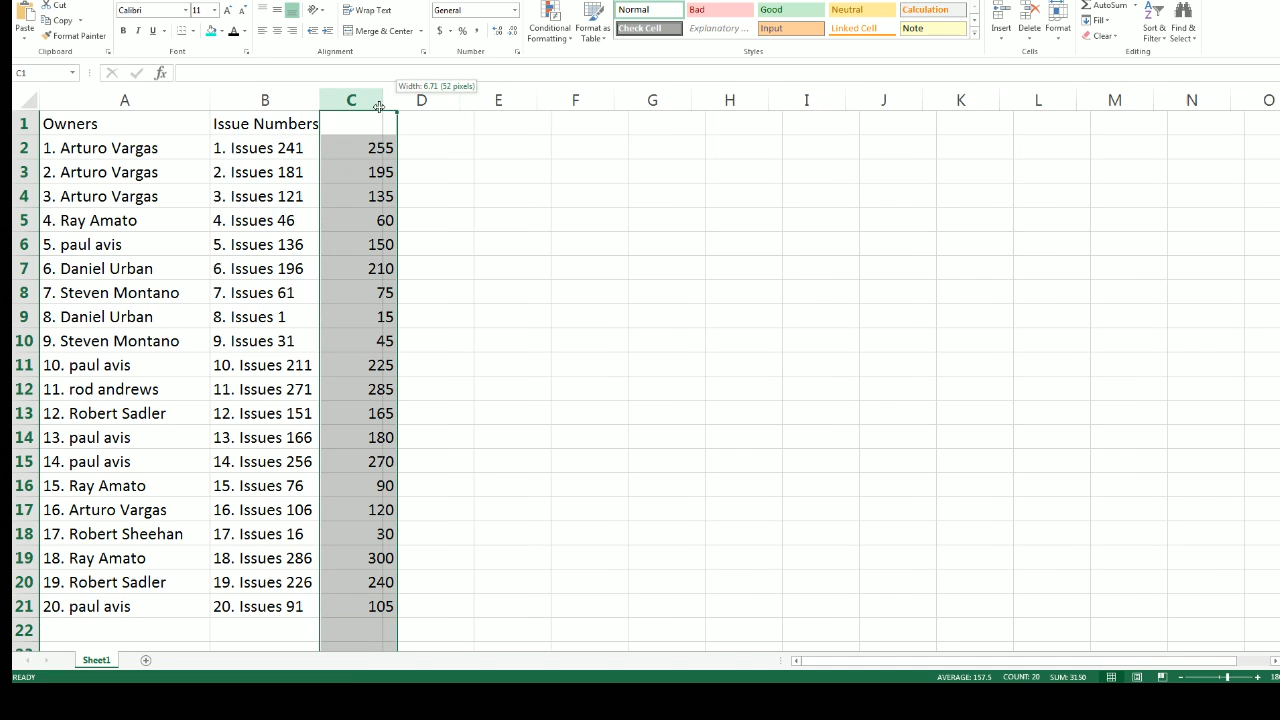 Cut Calibri 11 Wrap Text General Normal Bad Good Neutral Calculation AutoSum
Copy
Paste Format Painter B I U Merge & Center $ % , Conditional Formatting Format as Table Check Cell Explanatory ... Input Linked Cell Note Insert Delete Format Fill Clear Sort & Filter Find & Select
Clipboard Font Alignment Number Styles Cells Editing
C1 fx
Width: 6.71 (52 pixels)
A B C D E F G H I J K L M N O
1 Owners Issue Numbers
2 1. Arturo Vargas 1. Issues 241 255
3 2. Arturo Vargas 2. Issues 181 195
4 3. Arturo Vargas 3. Issues 121 135
5 4. Ray Amato 4. Issues 46 60
6 5. paul avis 5. Issues 136 150
7 6. Daniel Urban 6. Issues 196 210
8 7. Steven Montano 7. Issues 61 75
9 8. Daniel Urban 8. Issues 1 15
10 9. Steven Montano 9. Issues 31 45
11 10. paul avis 10. Issues 211 225
12 11. rod andrews 11. Issues 271 285
13 12. Robert Sadler 12. Issues 151 165
14 13. paul avis 13. Issues 166 180
15 14. paul avis 14. Issues 256 270
16 15. Ray Amato 15. Issues 76 90
17 16. Arturo Vargas 16. Issues 106 120
18 17. Robert Sheehan 17. Issues 16 30
19 18. Ray Amato 18. Issues 286 300
20 19. Robert Sadler 19. Issues 226 240
21 20. paul avis 20. Issues 91 105
22
Sheet1
READY AVERAGE: 157.5 COUNT: 20 SUM: 3150